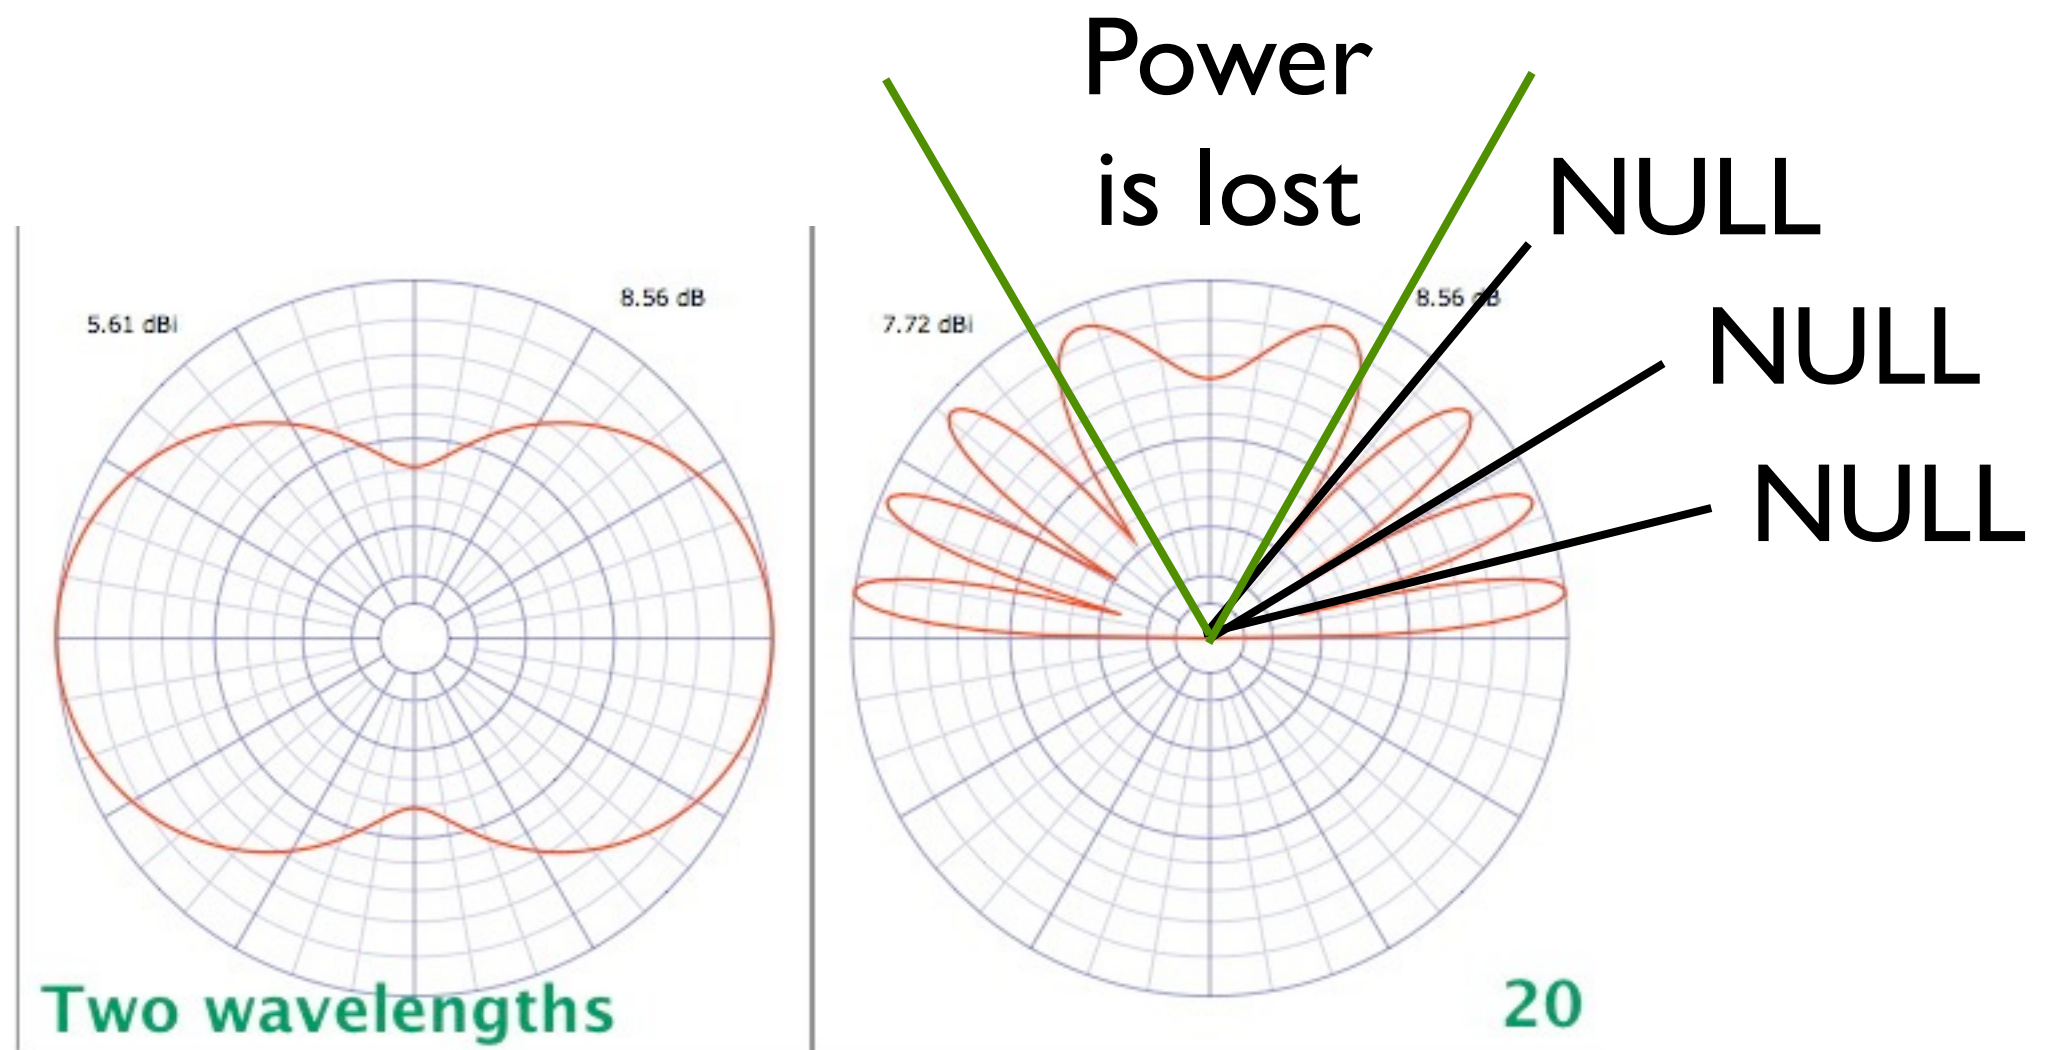 Power
is lost
NULL
NULL
NULL
5.61 dBi
8.56 dB
7.72 dBi
8.56 dB
Two wavelengths
20